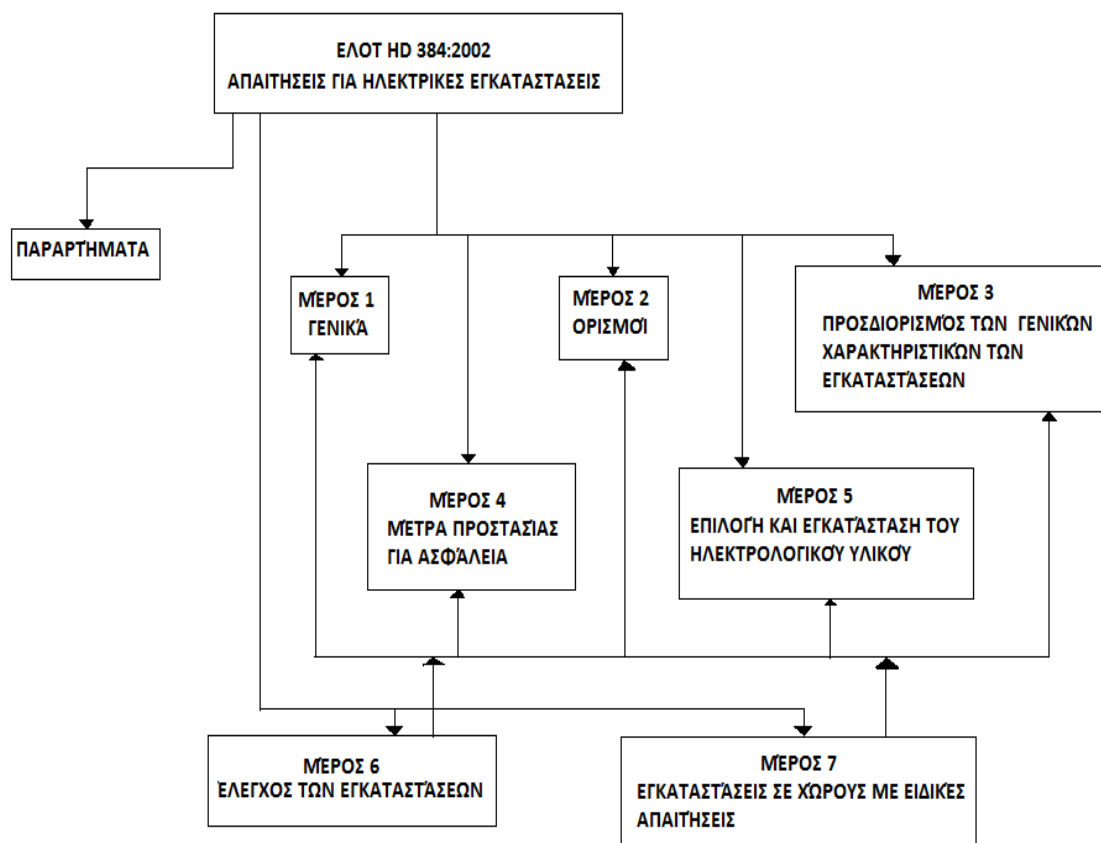 ΕΛΟΤ HD 384:2002
ΑΠΑΙΤΗΣΕΙΣ ΓΙΑ ΗΛΕΚΤΡΙΚΕΣ ΕΓΚΑΤΑΣΤΑΣΕΙΣ
ΠΑΡΑΡΤΉΜΑΤΑ
ΜΈΡΟΣ 1
ΓΕΝΙΚΆ
ΜΈΡΟΣ 2
ΟΡΙΣΜΟΊ
ΜΈΡΟΣ 3
ΠΡΟΣΔΙΟΡΙΣΜΌΣ ΤΩΝ ΓΕΝΙΚΏΝ
ΧΑΡΑΚΤΗΡΙΣΤΙΚΏΝ ΤΩΝ
ΕΓΚΑΤΑΣΤΆΣΕΩΝ
ΜΈΡΟΣ 4
ΜΈΤΡΑ ΠΡΟΣΤΑΣΊΑΣ
ΓΙΑ ΑΣΦΆΛΕΙΑ
ΜΈΡΟΣ 5
ΕΠΙΛΟΓΉ ΚΑΙ ΕΓΚΑΤΆΣΤΑΣΗ ΤΟΥ
ΗΛΕΚΤΡΟΛΟΓΙΚΟΎ ΥΛΙΚΟΎ
ΜΈΡΟΣ 6
ΈΛΕΓΧΟΣ ΤΩΝ ΕΓΚΑΤΑΣΤΆΣΕΩΝ
ΜΈΡΟΣ 7
ΕΓΚΑΤΑΣΤΆΣΕΙΣ ΣΕ ΧΏΡΟΥΣ ΜΕ ΕΙΔΙΚΈΣ
ΑΠΑΙΤΉΣΕΙΣ